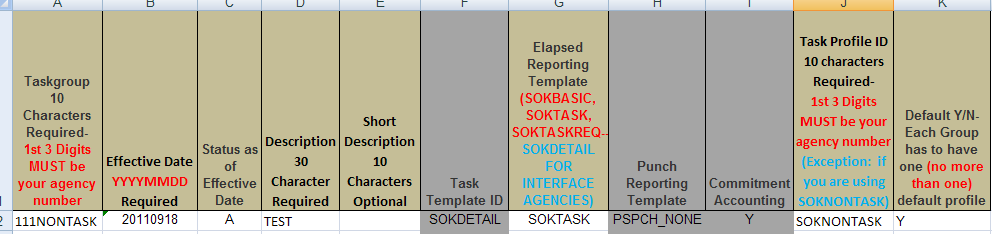 A B C D E F G H I J K
Taskgroup
10
Characters
Required-
1st 3 Digits
MUST be
your agency
number
Effective Date
YYYYMMDD
Required
Status as
of
Effective
Date
Description
30
Character
Required
Short
Description
10
Characters
Optional
Task
Template ID
Elapsed
Reporting
Template
(SOKBASIC,
SOKTASK,
SOKTASKREQ--
SOKDETAIL
FOR
INTERFACE
AGENCIES)
Punch
Reporting
Template
Commitment
Accounting
Task Profile ID
10 characters
Required-
1st 3 Digits
MUST be your
agency number
(Exception: if
you are using
SOKNONTASK)
Default Y/N-
Each Group
has to have
one (no more
than one)
default profile
2 111NONTASK 20110918 A TEST SOKDETAIL SOKTASK PSPCH_NONE Y SOKNONTASK Y